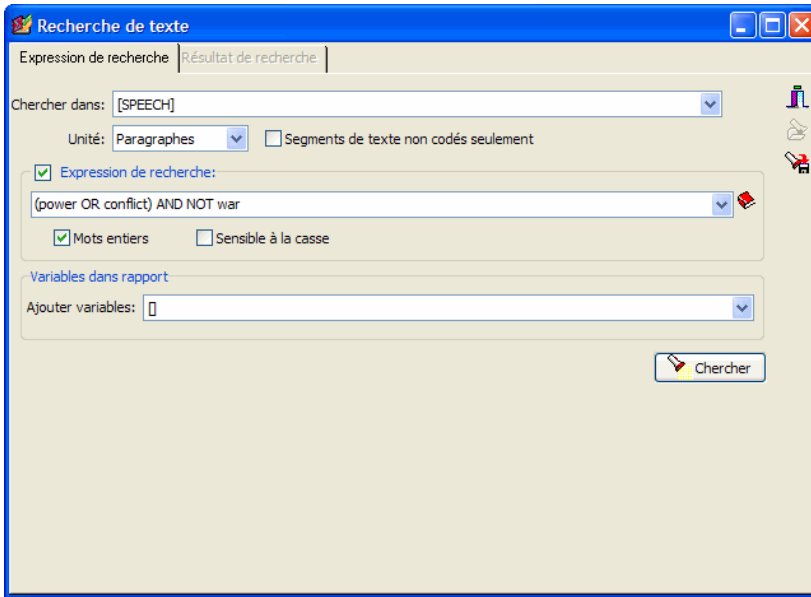 Recherche de texte
Expression de recherche Résultat de recherche
Chercher dans: [SPEECH]
Unité: Paragraphes Segments de texte non codés seulement
Expression de recherche:
(power OR conflict) AND NOT war
Mots entiers Sensible à la casse
Variables dans rapport
Ajouter variables: []
Chercher